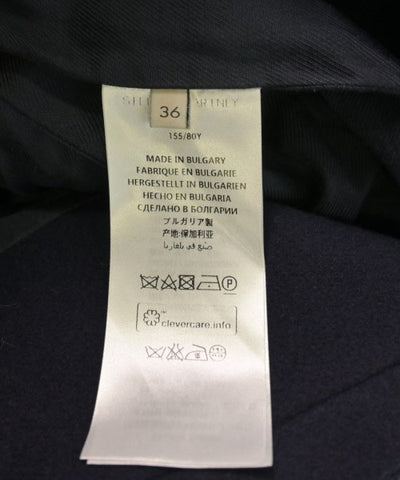 36
155/80Y
MADE IN BULGARY
FABRIQUE EN BULGARIE
HERGESTELLT IN BULGARIEN
HECHO EN BULGARIA
СДЕЛАНО В БОЛГАРИИ
ブルガリア製
产地:保加利亚
صنع في بلغاريا
P
clevercare.info